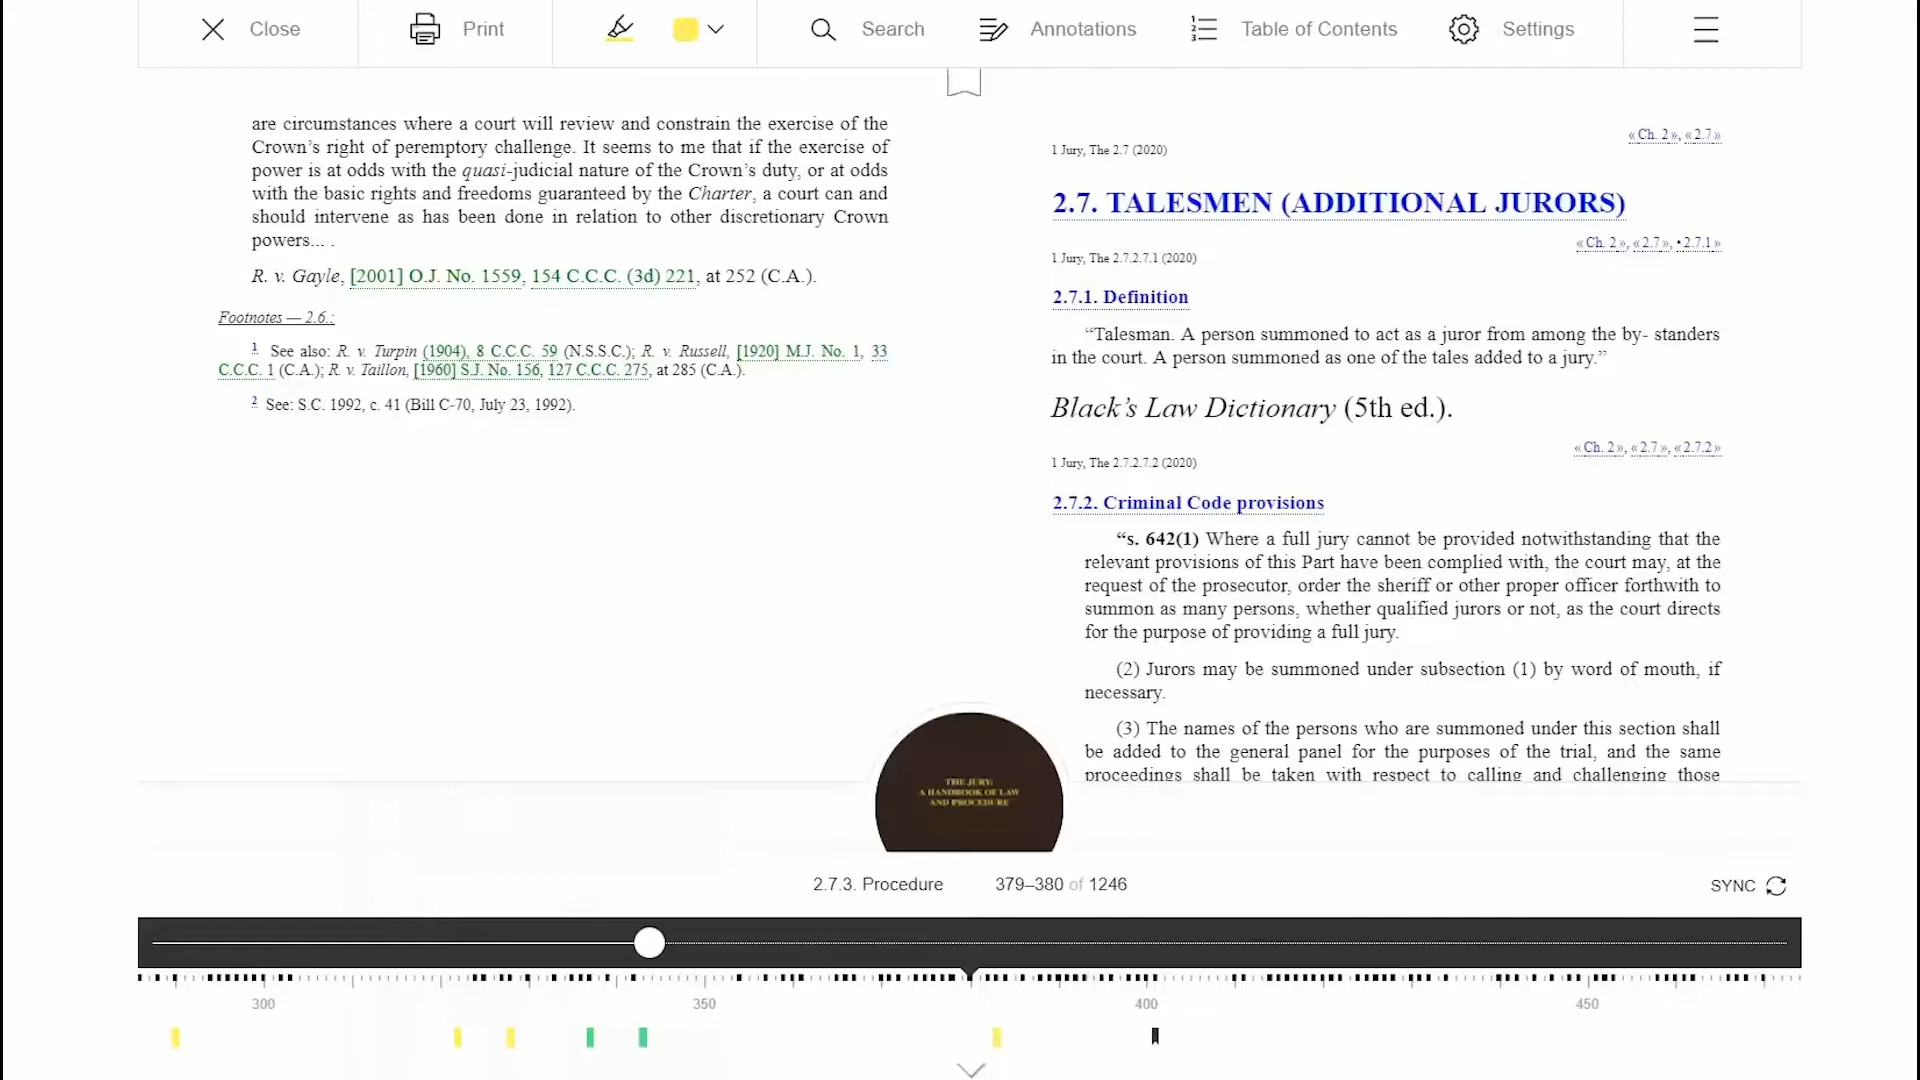 Close
Print
Search
Annotations
Table of Contents
Settings
are circumstances where a court will review and constrain the exercise of the
Crown's right of peremptory challenge. It seems to me that if the exercise of
power is at odds with the quasi-judicial nature of the Crown's duty, or at odds
with the basic rights and freedoms guaranteed by the Charter, a court can and
should intervene as has been done in relation to other discretionary Crown
powers... .
R. v. Gayle, [2001] O.J. No. 1559, 154 C.C.C. (3d) 221, at 252 (C.A.).
Footnotes — 2.6.:
1 See also: R. v. Turpin (1904), 8 C.C.C. 59 (N.S.S.C.); R. v. Russell, [1920] M.J. No. 1, 33
C.C.C. 1 (C.A.); R. v. Taillon, [1960] S.J. No. 156, 127 C.C.C. 275, at 285 (C.A.).
2 See: S.C. 1992, c. 41 (Bill C-70, July 23, 1992).
« Ch. 2 », « 2.7 »
1 Jury, The 2.7 (2020)
2.7. TALESMEN (ADDITIONAL JURORS)
« Ch. 2 », « 2.7 », • 2.7.1 »
1 Jury, The 2.7.2.7.1 (2020)
2.7.1. Definition
“Talesman. A person summoned to act as a juror from among the by- standers
in the court. A person summoned as one of the tales added to a jury.”
Black's Law Dictionary (5th ed.).
« Ch. 2 », « 2.7 », « 2.7.2 »
1 Jury, The 2.7.2.7.2 (2020)
2.7.2. Criminal Code provisions
“s. 642(1) Where a full jury cannot be provided notwithstanding that the
relevant provisions of this Part have been complied with, the court may, at the
request of the prosecutor, order the sheriff or other proper officer forthwith to
summon as many persons, whether qualified jurors or not, as the court directs
for the purpose of providing a full jury.
(2) Jurors may be summoned under subsection (1) by word of mouth, if
necessary.
(3) The names of the persons who are summoned under this section shall
be added to the general panel for the purposes of the trial, and the same
proceedings shall be taken with respect to calling and challenging those
THE JURY:
A HANDBOOK OF LAW
AND PROCEDURE
2.7.3. Procedure
379–380 of 1246
SYNC
300
350
400
450